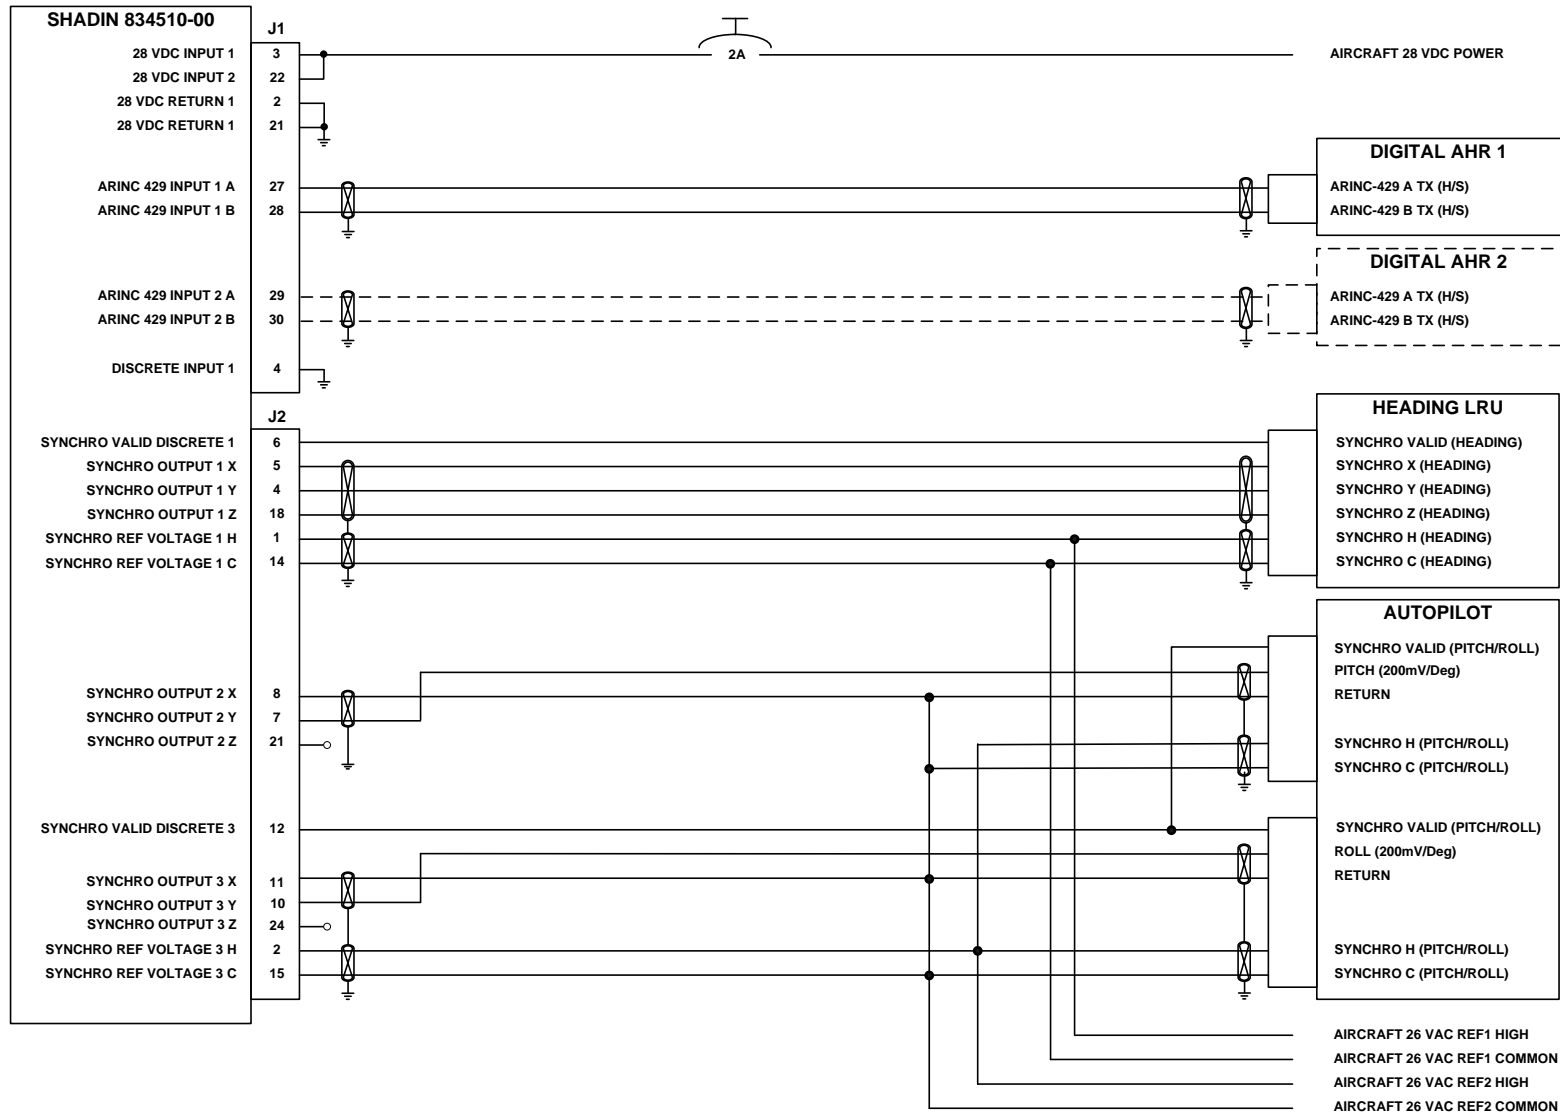 SHADIN 834510-00
J1
28 VDC INPUT 1 3 2A AIRCRAFT 28 VDC POWER
28 VDC INPUT 2 22
28 VDC RETURN 1 2
28 VDC RETURN 1 21
DIGITAL AHR 1
ARINC 429 INPUT 1 A 27 ARINC-429 A TX (H/S)
ARINC 429 INPUT 1 B 28 ARINC-429 B TX (H/S)
DIGITAL AHR 2
ARINC 429 INPUT 2 A 29 ARINC-429 A TX (H/S)
ARINC 429 INPUT 2 B 30 ARINC-429 B TX (H/S)
DISCRETE INPUT 1 4
J2
HEADING LRU
SYNCHRO VALID DISCRETE 1 6 SYNCHRO VALID (HEADING)
SYNCHRO OUTPUT 1 X 5 SYNCHRO X (HEADING)
SYNCHRO OUTPUT 1 Y 4 SYNCHRO Y (HEADING)
SYNCHRO OUTPUT 1 Z 18 SYNCHRO Z (HEADING)
SYNCHRO REF VOLTAGE 1 H 1 SYNCHRO H (HEADING)
SYNCHRO REF VOLTAGE 1 C 14 SYNCHRO C (HEADING)
AUTOPILOT
SYNCHRO VALID (PITCH/ROLL)
PITCH (200mV/Deg)
SYNCHRO OUTPUT 2 X 8 RETURN
SYNCHRO OUTPUT 2 Y 7
SYNCHRO OUTPUT 2 Z 21 SYNCHRO H (PITCH/ROLL)
SYNCHRO C (PITCH/ROLL)
SYNCHRO VALID DISCRETE 3 12 SYNCHRO VALID (PITCH/ROLL)
ROLL (200mV/Deg)
SYNCHRO OUTPUT 3 X 11 RETURN
SYNCHRO OUTPUT 3 Y 10
SYNCHRO OUTPUT 3 Z 24
SYNCHRO REF VOLTAGE 3 H 2 SYNCHRO H (PITCH/ROLL)
SYNCHRO REF VOLTAGE 3 C 15 SYNCHRO C (PITCH/ROLL)
AIRCRAFT 26 VAC REF1 HIGH
AIRCRAFT 26 VAC REF1 COMMON
AIRCRAFT 26 VAC REF2 HIGH
AIRCRAFT 26 VAC REF2 COMMON